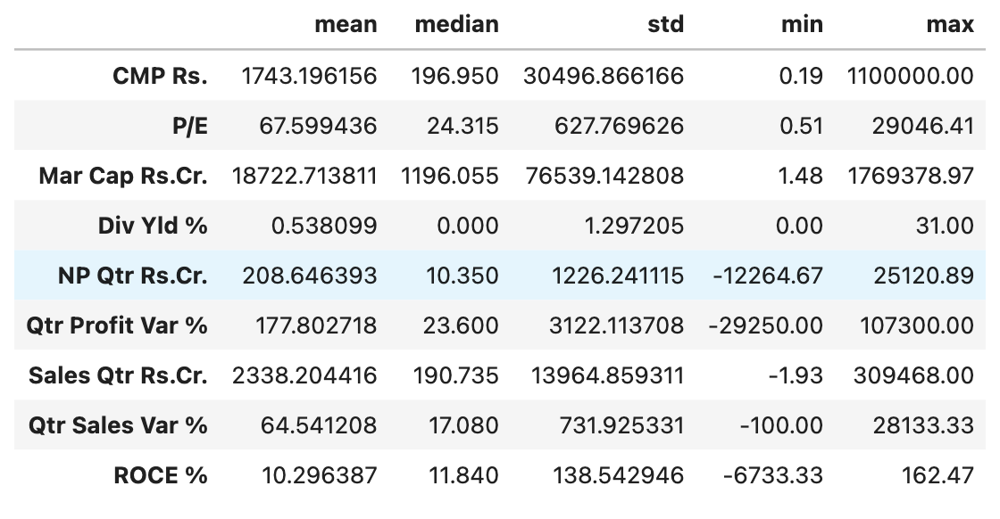 mean median std min max
CMP Rs. 1743.196156 196.950 30496.866166 0.19 1100000.00
P/E 67.599436 24.315 627.769626 0.51 29046.41
Mar Cap Rs.Cr. 18722.713811 1196.055 76539.142808 1.48 1769378.97
Div Yld % 0.538099 0.000 1.297205 0.00 31.00
NP Qtr Rs.Cr. 208.646393 10.350 1226.241115 -12264.67 25120.89
Qtr Profit Var % 177.802718 23.600 3122.113708 -29250.00 107300.00
Sales Qtr Rs.Cr. 2338.204416 190.735 13964.859311 -1.93 309468.00
Qtr Sales Var % 64.541208 17.080 731.925331 -100.00 28133.33
ROCE % 10.296387 11.840 138.542946 -6733.33 162.47